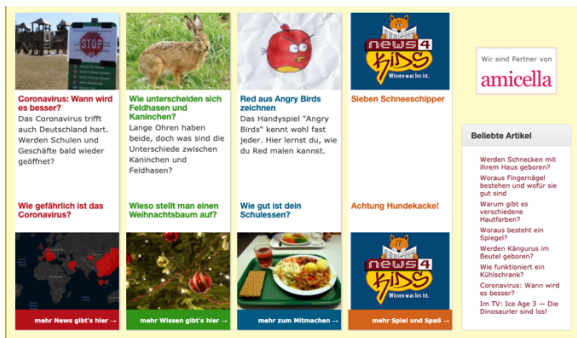 STOP
Coronavirus: Wann wird
es besser?
Das Coronavirus trifft
auch Deutschland hart.
Werden Schulen und
Geschäfte bald wieder
geöffnet?
Wie gefährlich ist das
Coronavirus?
mehr News gibt's hier →
Wie unterscheiden sich
Feldhasen und
Kaninchen?
Lange Ohren haben
beide, doch was sind die
Unterschiede zwischen
Kaninchen und
Feldhasen?
Wieso stellt man einen
Weihnachtsbaum auf?
mehr Wissen gibt's hier →
Red aus Angry Birds
zeichnen
Das Handyspiel "Angry
Birds" kennt wohl fast
jeder. Hier lernst du, wie
du Red malen kannst.
Wie gut ist dein
Schulessen?
mehr zum Mitmachen →
news4
Kids
Wissen was los ist.
Sieben Schneeschipper
Achtung Hundekacke!
news4
Kids
Wissen was los ist.
mehr Spiel und Spaß →
Wir sind Partner von
amicella
Beliebte Artikel
Werden Schnecken mit
ihrem Haus geboren?
Woraus Fingernägel
bestehen und wofür sie
gut sind
Warum gibt es
verschiedene
Hautfarben?
Woraus besteht ein
Spiegel?
Werden Kängurus im
Beutel geboren?
Wie funktioniert ein
Kühlschrank?
Coronavirus: Wann wird
es besser?
Im TV: Ice Age 3 — Die
Dinosaurier sind los!